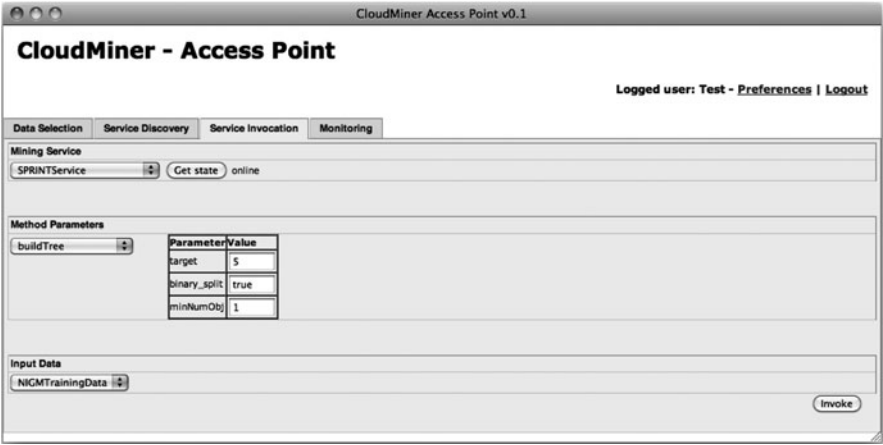 CloudMiner Access Point v0.1
CloudMiner - Access Point
Logged user: Test - Preferences | Logout
Data Selection Service Discovery Service Invocation Monitoring
Mining Service
SPRINTService Get state online
Method Parameters
buildTree
Parameter Value
target 5
binary_split true
minNumObj 1
Input Data
NIGMTrainingData
Invoke